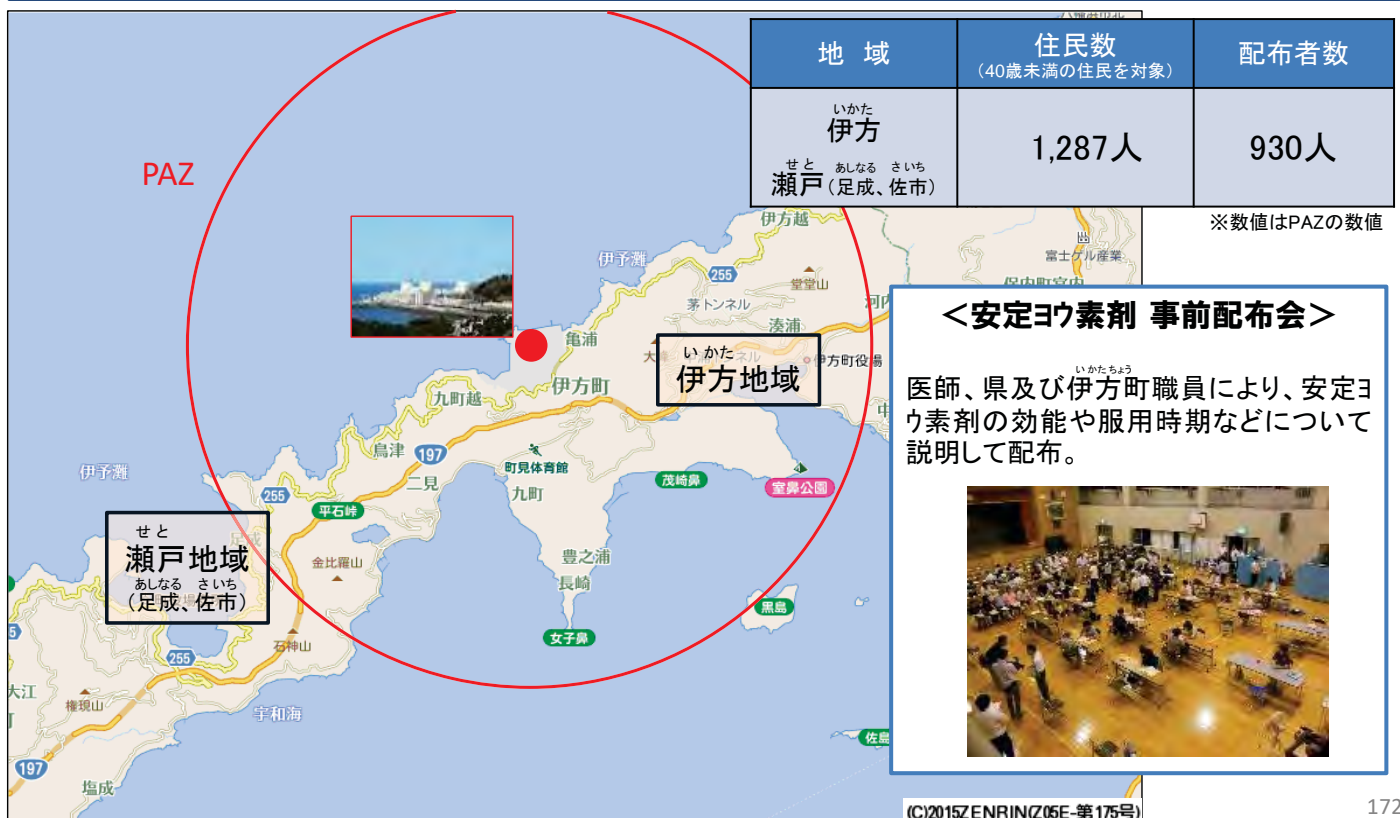 地 域
住民数
(40歳未満の住民を対象)
配布者数
いかた
伊方
せと あしなる さいち
瀬戸(足成、佐市)
1,287人
930人
※数値はPAZの数値
PAZ
伊方越
伊予灘
255
堂堂山
富士ゲル産業
茅トンネル
湊浦
亀浦
いかた
伊方地域
伊方町役場
伊方町
九町越
鳥津
197
町見体育館
二見
九町
茂崎鼻
室鼻公園
伊予灘
255
平石峠
せと
瀬戸地域
あしなる さいち
(足成、佐市)
金比羅山
豊之浦
長崎
黒島
女子鼻
石神山
255
大江
権現山
宇和海
佐島
197
塩成
<安定ヨウ素剤 事前配布会>
いかたちょう
医師、県及び伊方町職員により、安定ヨ
ウ素剤の効能や服用時期などについて
説明して配布。
(C)2015ZENRIN(Z05E-第175号)
172